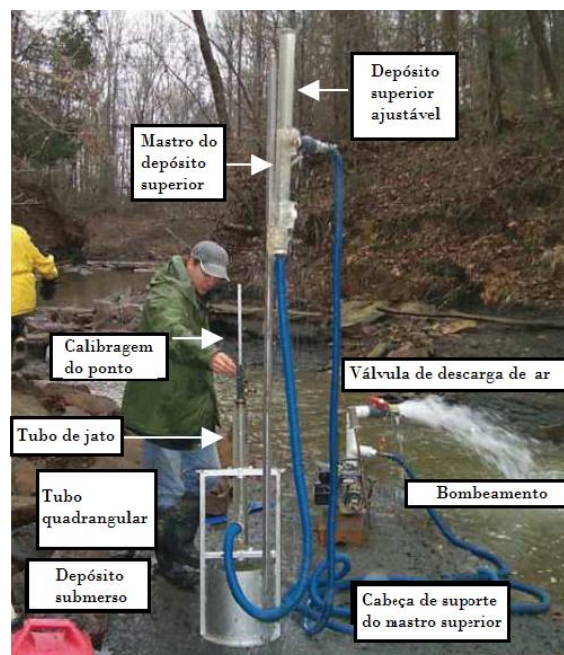 Depósito
superior
ajustável
Mastro do
depósito
superior
Calibragem
do ponto
Válvula de descarga de ar
Tubo de jato
Tubo
quadrangular
Bombeamento
Depósito
submerso
Cabeça de suporte
do mastro superior